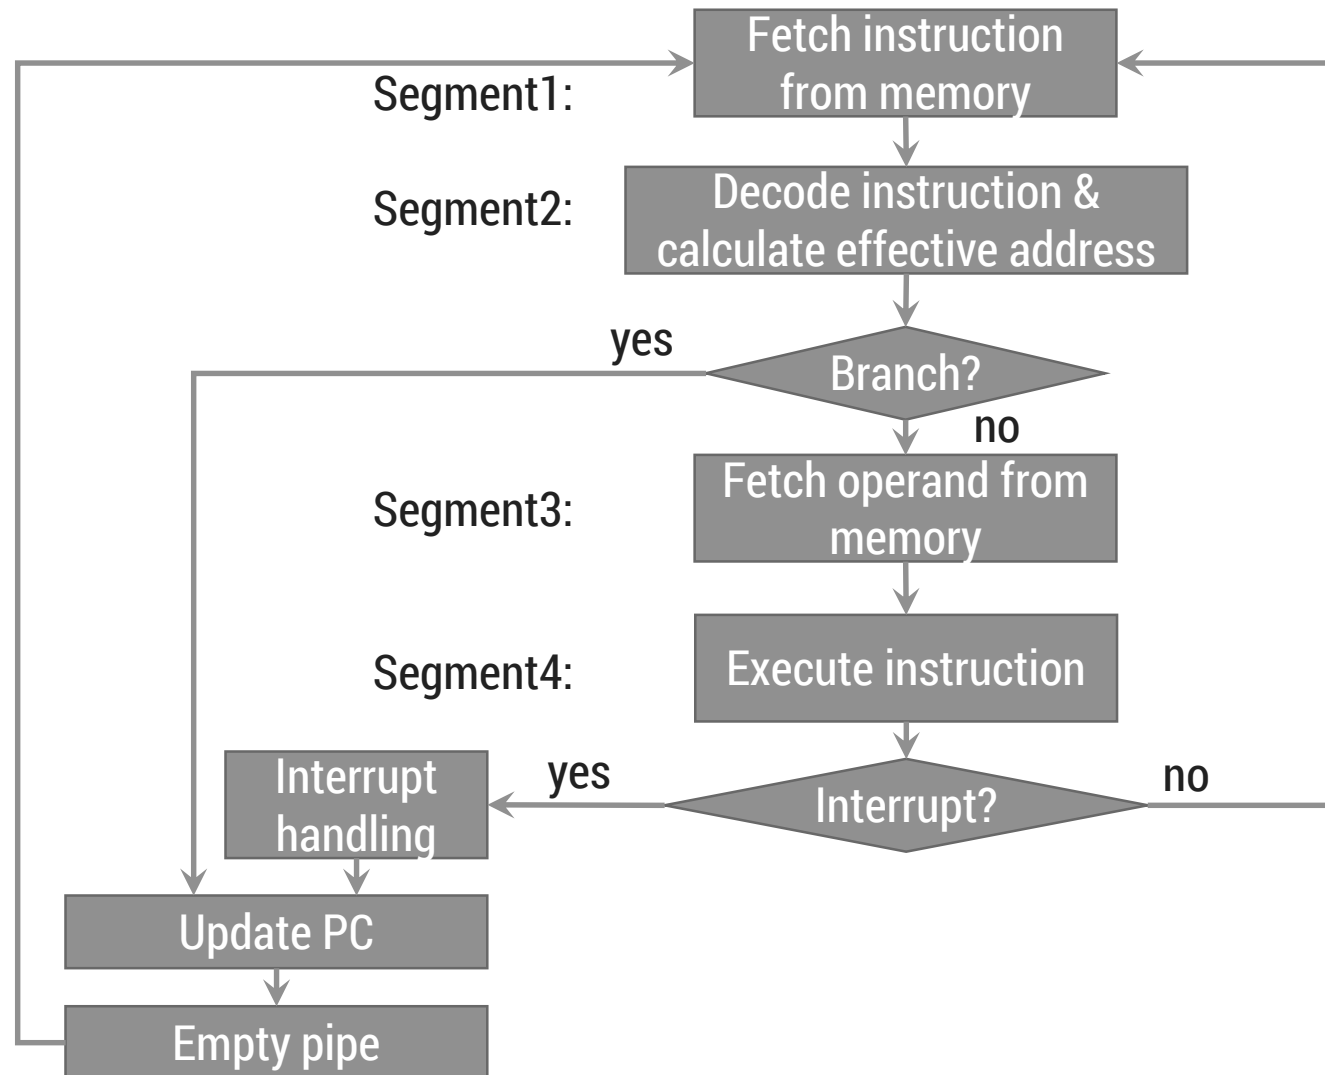 Fetch instruction
from memory
Segment1:
Decode instruction &
calculate effective address
Segment2:
yes
Branch?
no
Fetch operand from
memory
Segment3:
Execute instruction
Segment4:
Interrupt
handling
yes
Interrupt?
no
Update PC
Empty pipe